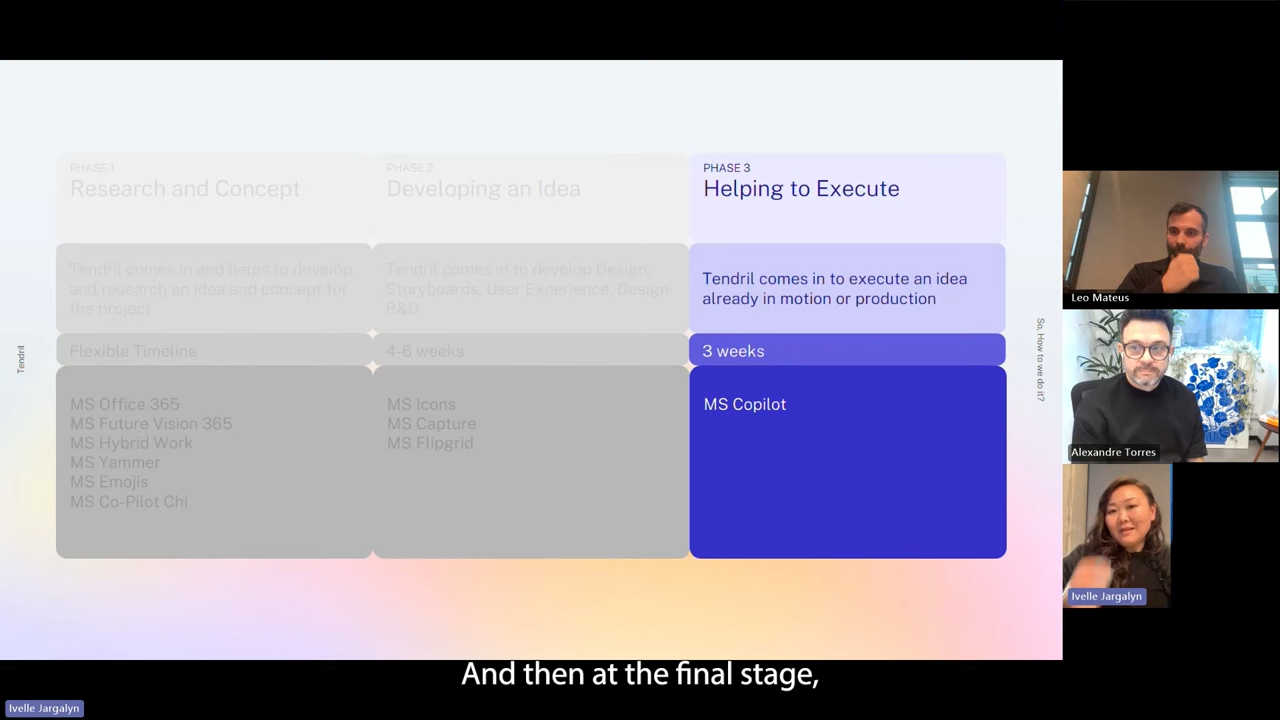 PHASE 1
Research and Concept
Tendril comes in and helps to develop
and research an idea and concept for
the project
Flexible Timeline
MS Office 365
MS Future Vision 365
MS Hybrid Work
MS Yammer
MS Emojis
MS Co-Pilot Chi
PHASE 2
Developing an Idea
Tendril comes in to develop Design,
Storyboards, User Experience, Design
R&D
4-6 weeks
MS Icons
MS Capture
MS Flipgrid
PHASE 3
Helping to Execute
Tendril comes in to execute an idea
already in motion or production
3 weeks
MS Copilot
Tendril
So, How to we do it?
Leo Mateus
Alexandre Torres
Ivelle Jargalyn
And then at the final stage,
Ivelle Jargalyn